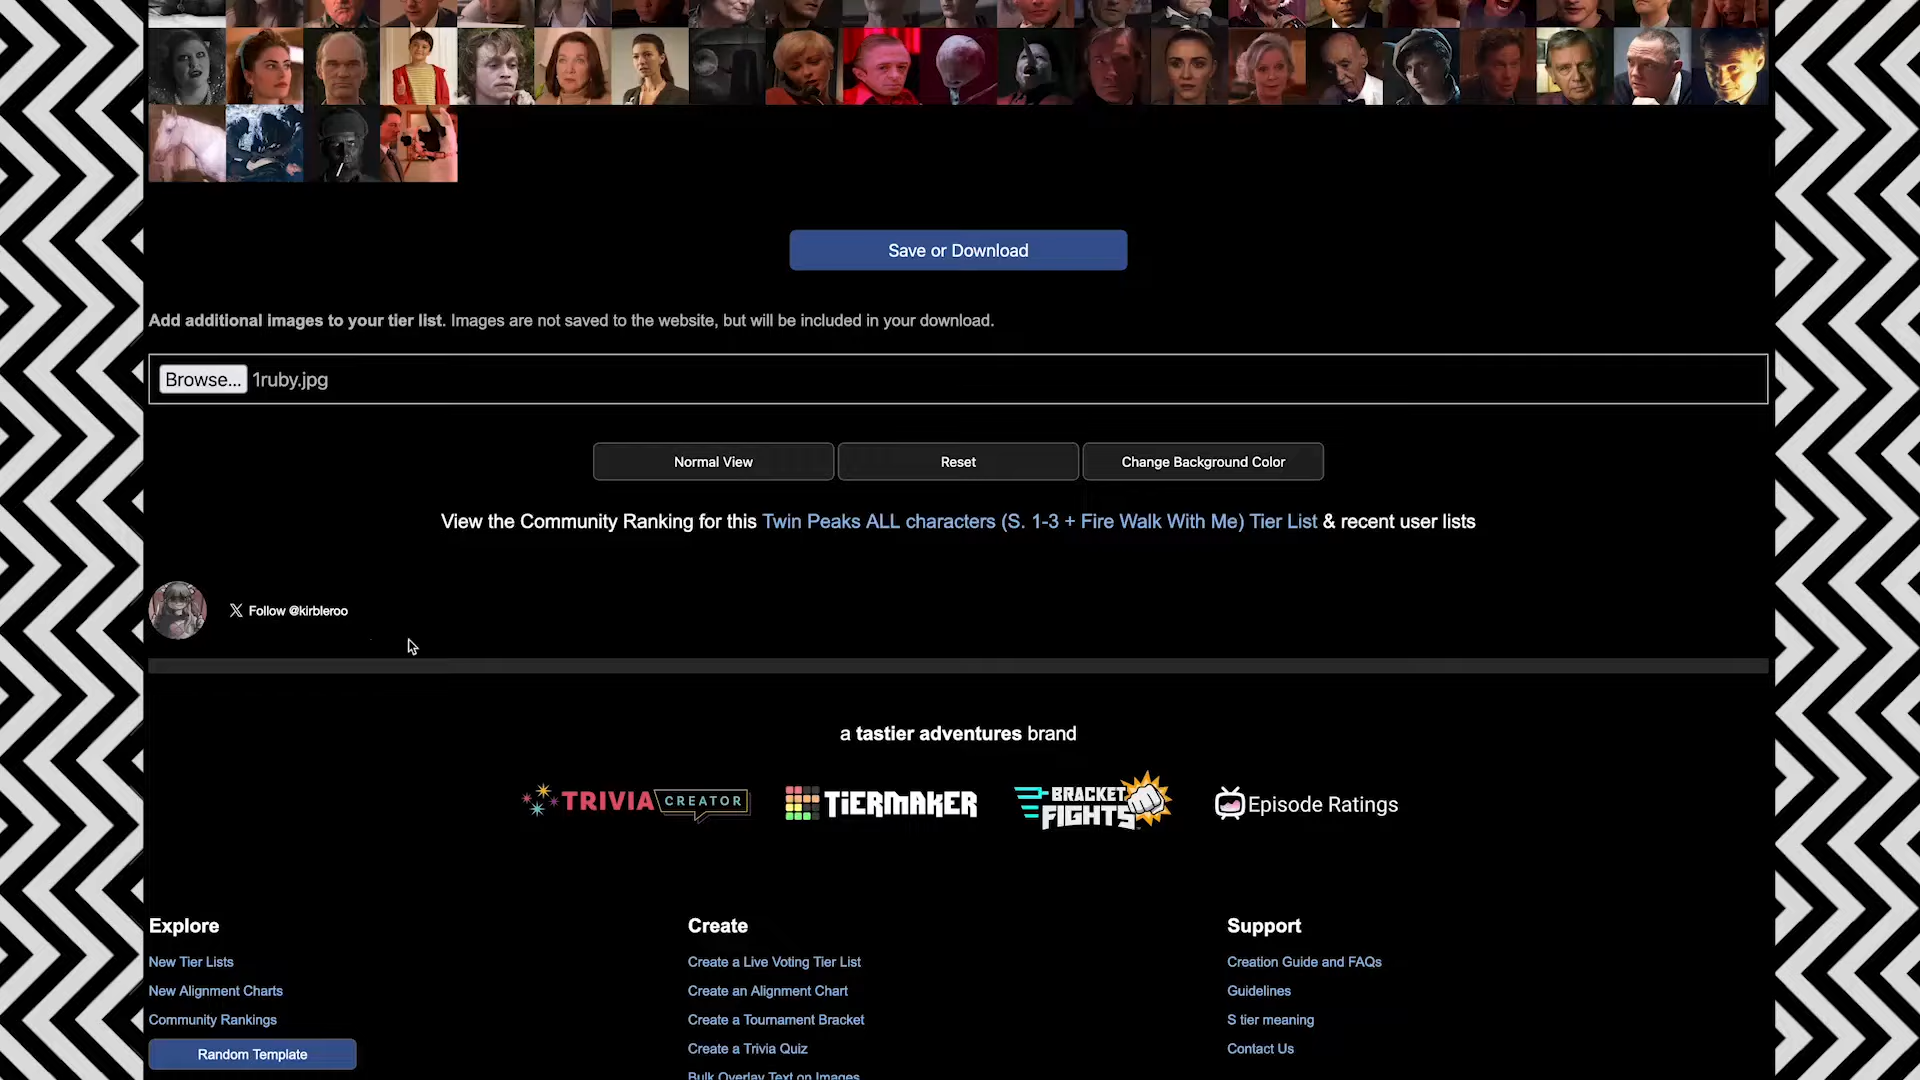 Save or Download
Add additional images to your tier list. Images are not saved to the website, but will be included in your download.
Browse... 1ruby.jpg
Normal View
Reset
Change Background Color
View the Community Ranking for this Twin Peaks ALL characters (S. 1-3 + Fire Walk With Me) Tier List & recent user lists
Follow @kirbleroo
a tastier adventures brand
TRIVIA CREATOR
TiERMAKER
BRACKET FIGHTS
Episode Ratings
Explore
New Tier Lists
New Alignment Charts
Community Rankings
Random Template
Create
Create a Live Voting Tier List
Create an Alignment Chart
Create a Tournament Bracket
Create a Trivia Quiz
Bulk Overlay Text on Images
Support
Creation Guide and FAQs
Guidelines
S tier meaning
Contact Us